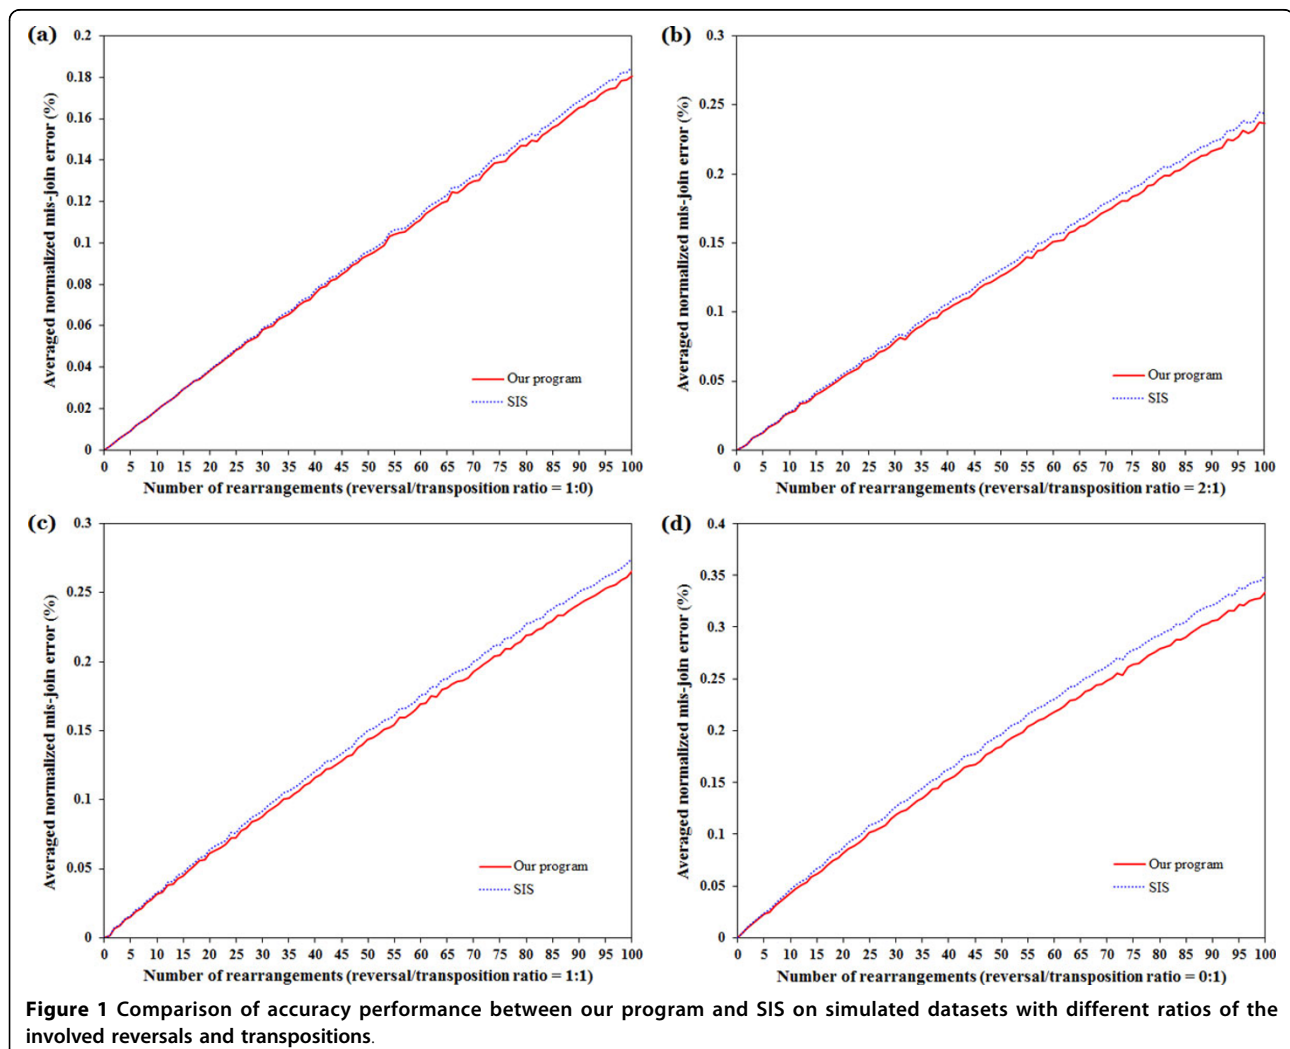 (a)
0.2
0.18
0.16
0.14
0.12
0.1
0.08
0.06
0.04
0.02
0
Averaged normalized mis-join error (%)
Our program
SIS
0 5 10 15 20 25 30 35 40 45 50 55 60 65 70 75 80 85 90 95 100
Number of rearrangements (reversal/transposition ratio = 1:0)
(b)
0.3
0.25
0.2
0.15
0.1
0.05
0
Averaged normalized mis-join error (%)
Our program
SIS
0 5 10 15 20 25 30 35 40 45 50 55 60 65 70 75 80 85 90 95 100
Number of rearrangements (reversal/transposition ratio = 2:1)
(c)
0.3
0.25
0.2
0.15
0.1
0.05
0
Averaged normalized mis-join error (%)
Our program
SIS
0 5 10 15 20 25 30 35 40 45 50 55 60 65 70 75 80 85 90 95 100
Number of rearrangements (reversal/transposition ratio = 1:1)
(d)
0.4
0.35
0.3
0.25
0.2
0.15
0.1
0.05
0
Averaged normalized mis-join error (%)
Our program
SIS
0 5 10 15 20 25 30 35 40 45 50 55 60 65 70 75 80 85 90 95 100
Number of rearrangements (reversal/transposition ratio = 0:1)
Figure 1 Comparison of accuracy performance between our program and SIS on simulated datasets with different ratios of the
involved reversals and transpositions.